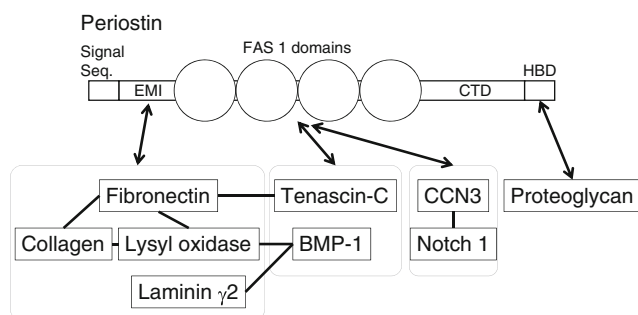 Periostin
Signal
Seq.
FAS 1 domains
HBD
EMI
CTD
Fibronectin
Tenascin-C
CCN3
Proteoglycan
Collagen
Lysyl oxidase
BMP-1
Notch 1
Laminin γ2